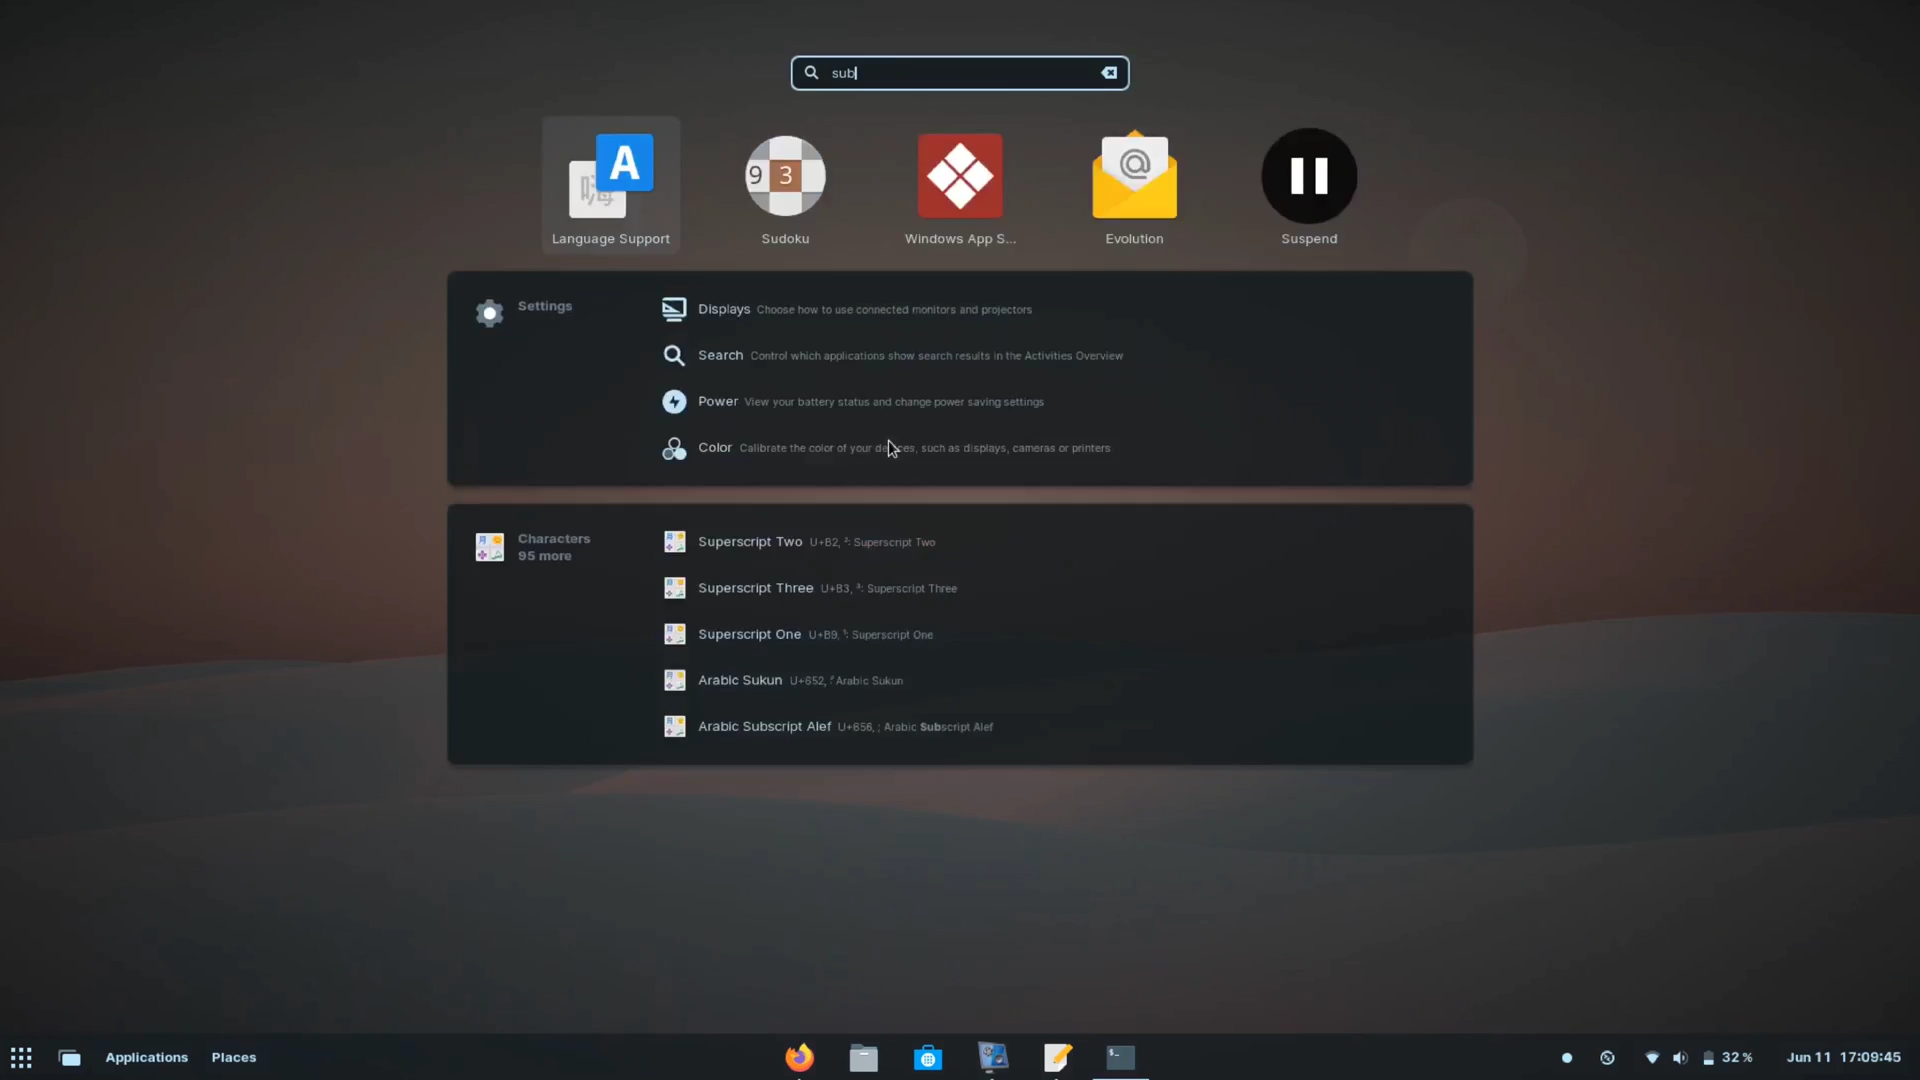 sub
A
嗨
9 3
@
Language Support
Sudoku
Windows App S...
Evolution
Suspend
Settings
Displays Choose how to use connected monitors and projectors
Search Control which applications show search results in the Activities Overview
Power View your battery status and change power saving settings
Color Calibrate the color of your devices, such as displays, cameras or printers
Characters
95 more
Superscript Two U+B2, ²: Superscript Two
Superscript Three U+B3, ³: Superscript Three
Superscript One U+B9, ¹: Superscript One
Arabic Sukun U+652, Arabic Sukun
Arabic Subscript Alef U+656, : Arabic Subscript Alef
Applications
Places
$_
32 %
Jun 11 17:09:45